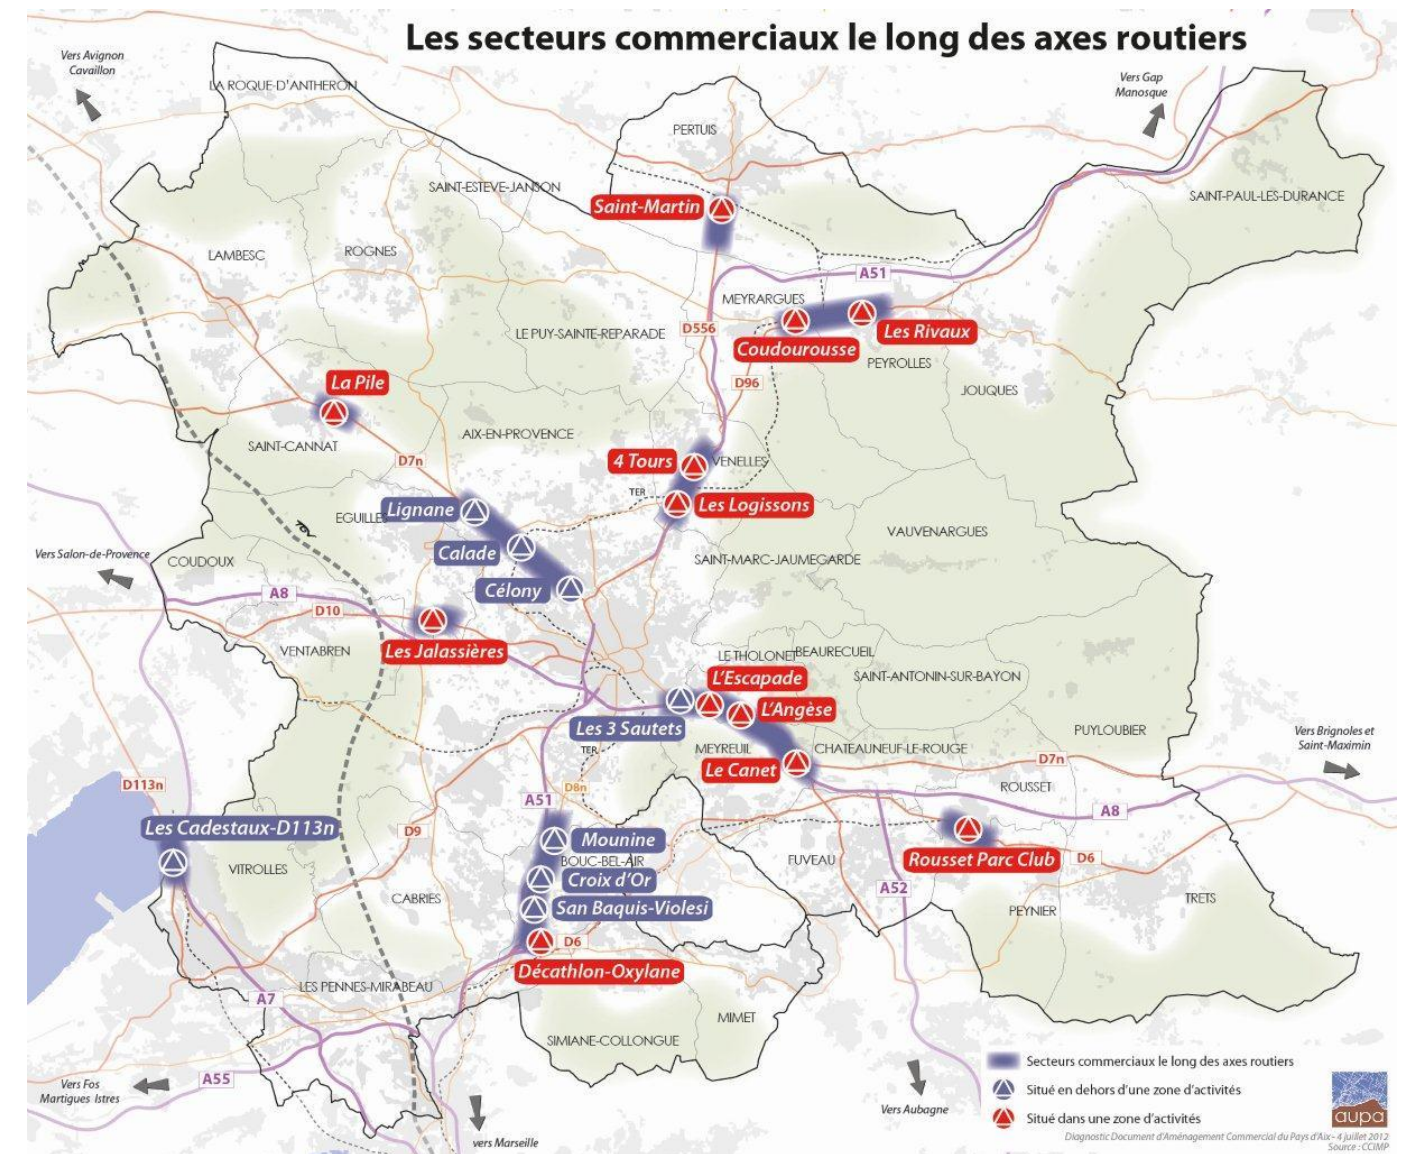 Les secteurs commerciaux le long des axes routiers
Vers Avignon
Cavaillon
Vers Gap
Manosque
LA ROQUE-D'ANTHERON
PERTUIS
SAINT-ESTEVE-JANSON
SAINT-PAUL-LES-DURANCE
Saint-Martin
LAMBESC
ROGNES
A51
MEYRARGUES
LE PUY-SAINTE-REPARADE
D556
Les Rivaux
Coudourousse
PEYROLLES
La Pile
D96
JOUQUES
AIX-EN-PROVENCE
SAINT-CANNAT
D7n
4 Tours
VENELLES
TER
Lignane
EGUILLES
Les Logissons
TGV
VAUVENARGUES
Calade
Vers Salon-de-Provence
COUDOUX
SAINT-MARC-JAUMEGARDE
Célony
A8
D10
VENTABREN
Les Jalassières
LE THOLONET
BEAURECUEIL
L'Escapade
SAINT-ANTONIN-SUR-BAYON
L'Angèse
Les 3 Sautets
PUYLOUBIER
Vers Brignoles et
Saint-Maximin
TER
MEYREUIL
CHATEAUNEUF-LE-ROUGE
D7n
Le Canet
D113n
D8n
ROUSSET
A51
A8
Les Cadestaux-D113n
D9
Mounine
BOUC-BEL-AIR
FUVEAU
Rousset Parc Club
D6
VITROLLES
Croix d'Or
A52
CABRIES
San Baquis-Violesi
PEYNIER
TRETS
D6
Décathlon-Oxylane
LES PENNES-MIRABEAU
A7
MIMET
SIMIANE-COLLONGUE
A55
Vers Fos
Martigues Istres
vers Marseille
Vers Aubagne
Secteurs commerciaux le long des axes routiers
Situé en dehors d'une zone d'activités
Situé dans une zone d'activités
aupa
Diagnostic Document d'Aménagement Commercial du Pays d'Aix - 4 juillet 2012
Source : CCIMP